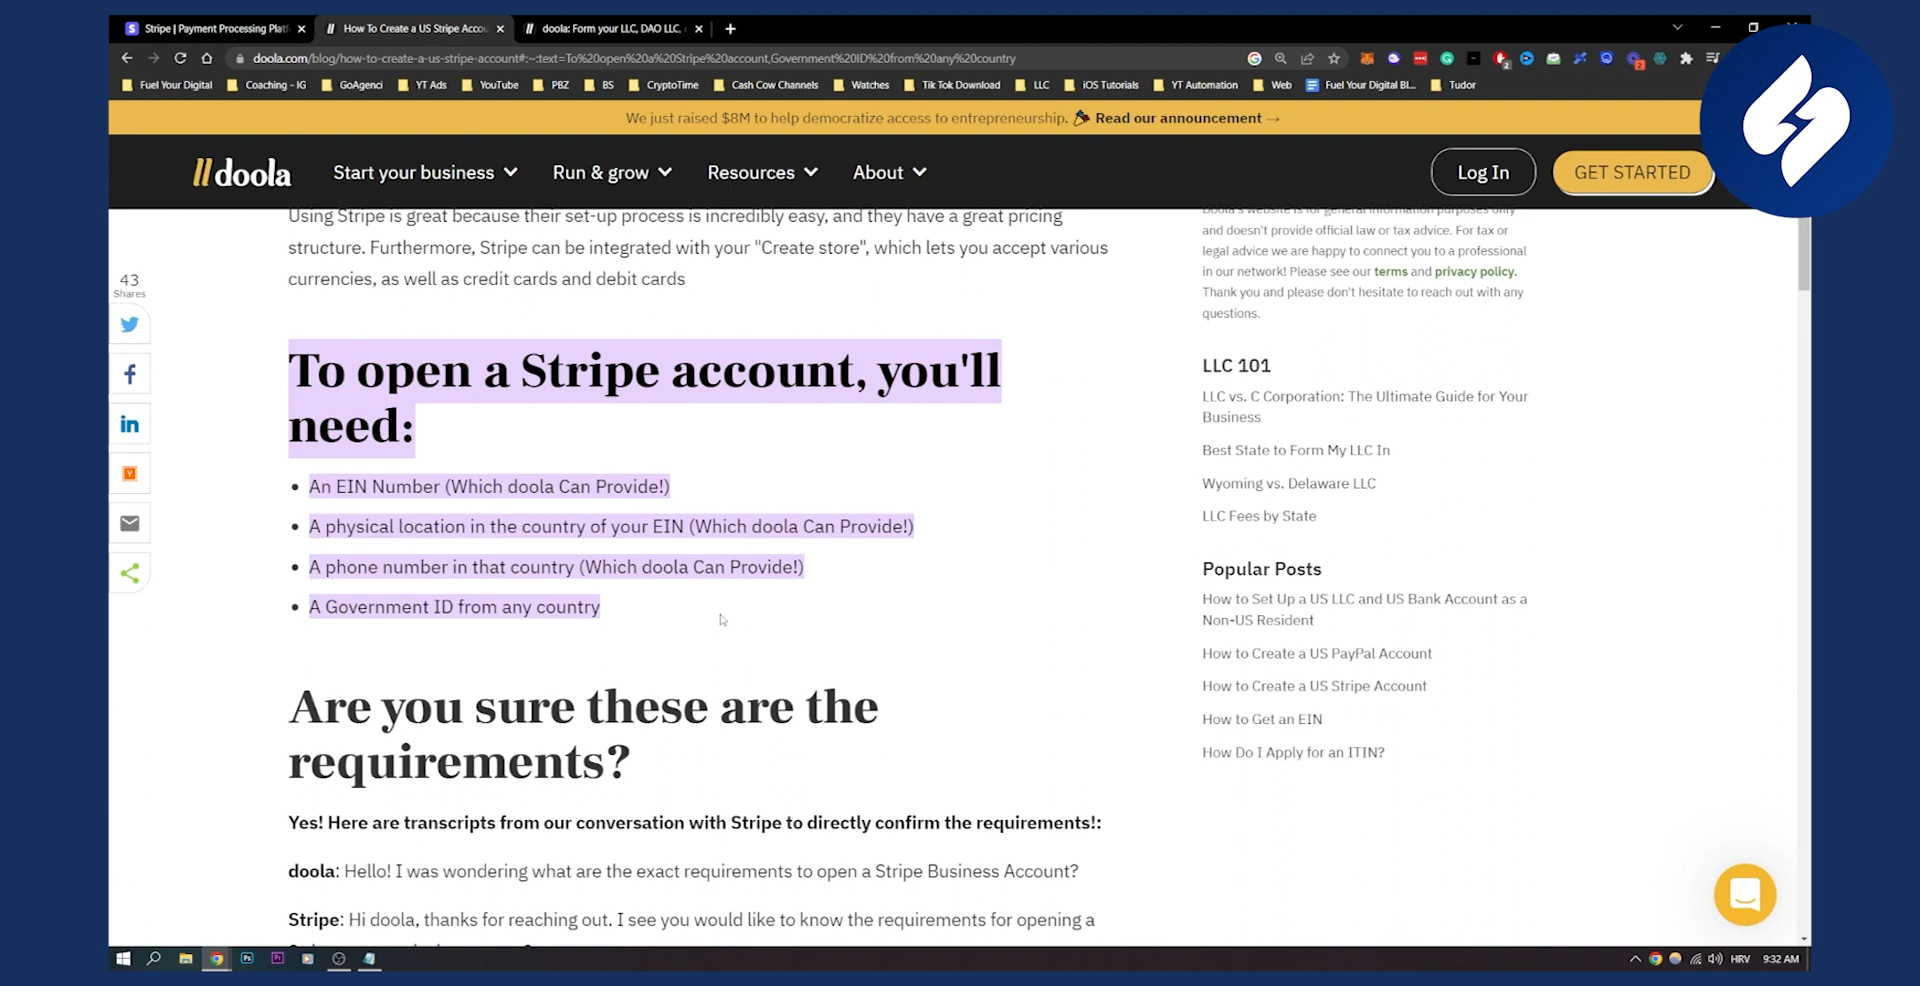 Stripe | Payment Processing Platf
How To Create a US Stripe Accou
doola: Form your LLC, DAO LLC,
doola.com/blog/how-to-create-a-us-stripe-account#:~:text=To%20open%20a%20Stripe%20account,Government%20ID%20from%20any%20country
Fuel Your Digital
Coaching - IG
GoAgenci
YT Ads
YouTube
PBZ
BS
CryptoTime
Cash Cow Channels
Watches
Tik Tok Download
LLC
iOS Tutorials
YT Automation
Web
Fuel Your Digital Bl...
Tudor
We just raised $8M to help democratize access to entrepreneurship. Read our announcement →
doola
Start your business
Run & grow
Resources
About
Log In
GET STARTED
Using Stripe is great because their set-up process is incredibly easy, and they have a great pricing
structure. Furthermore, Stripe can be integrated with your "Create store", which lets you accept various
currencies, as well as credit cards and debit cards
43
Shares
To open a Stripe account, you'll
need:
• An EIN Number (Which doola Can Provide!)
• A physical location in the country of your EIN (Which doola Can Provide!)
• A phone number in that country (Which doola Can Provide!)
• A Government ID from any country
Are you sure these are the
requirements?
Yes! Here are transcripts from our conversation with Stripe to directly confirm the requirements!:
doola: Hello! I was wondering what are the exact requirements to open a Stripe Business Account?
Stripe: Hi doola, thanks for reaching out. I see you would like to know the requirements for opening a
Doola's website is for general information purposes only
and doesn't provide official law or tax advice. For tax or
legal advice we are happy to connect you to a professional
in our network! Please see our terms and privacy policy.
Thank you and please don't hesitate to reach out with any
questions.
LLC 101
LLC vs. C Corporation: The Ultimate Guide for Your
Business
Best State to Form My LLC In
Wyoming vs. Delaware LLC
LLC Fees by State
Popular Posts
How to Set Up a US LLC and US Bank Account as a
Non-US Resident
How to Create a US PayPal Account
How to Create a US Stripe Account
How to Get an EIN
How Do I Apply for an ITIN?
HRV
9:32 AM